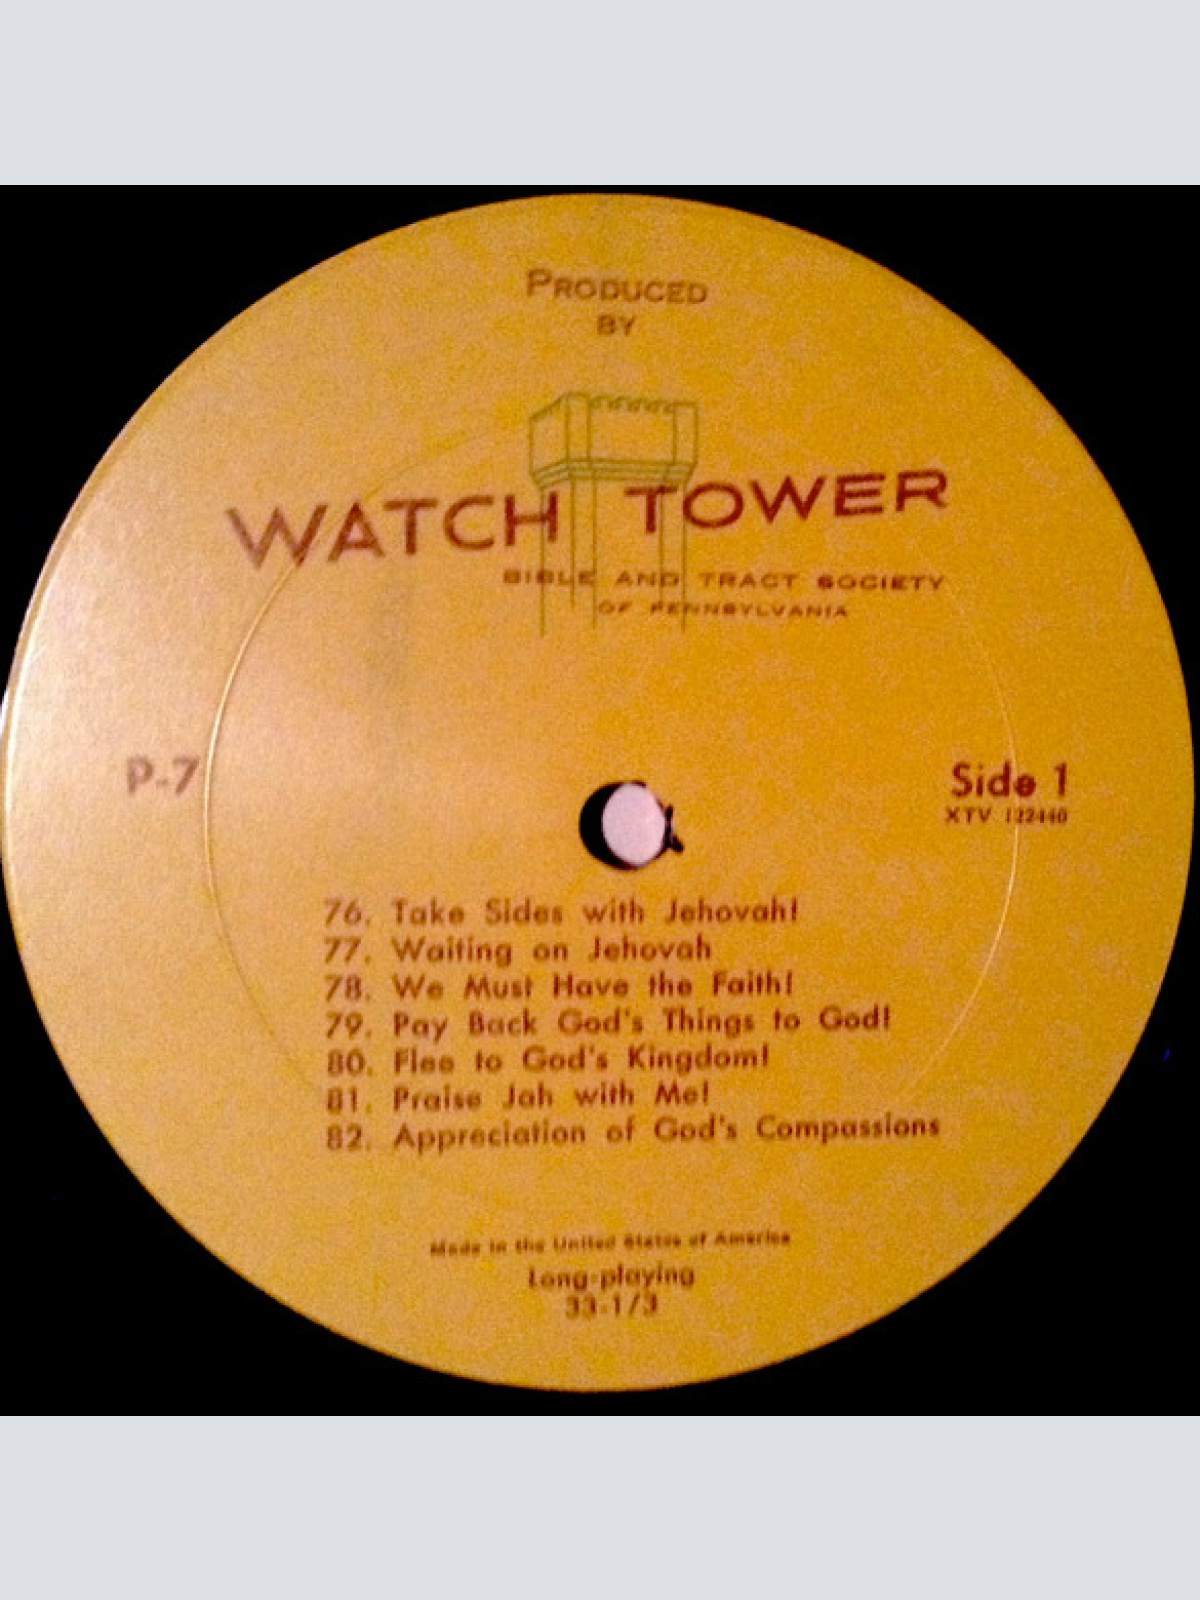 PRODUCED
BY
WATCH TOWER
BIBLE AND TRACT SOCIETY
OF PENNSYLVANIA
P-7
Side 1
XTV 122440
76. Take Sides with Jehovah!
77. Waiting on Jehovah
78. We Must Have the Faith!
79. Pay Back God's Things to God!
80. Flee to God's Kingdom!
81. Praise Jah with Me!
82. Appreciation of God's Compassions
Made in the United States of America
Long-playing
33-1/3